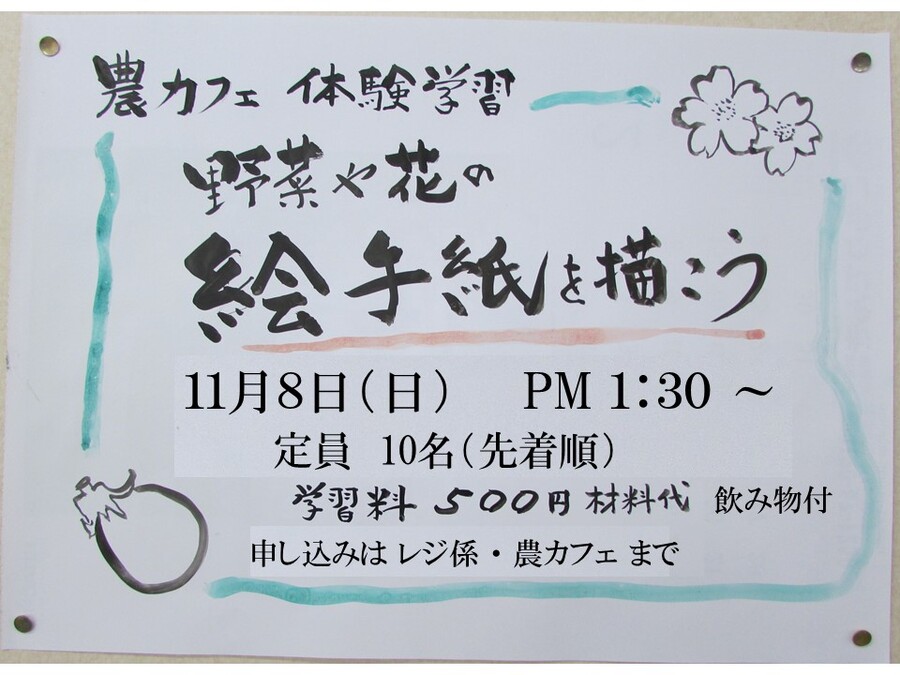 農カフェ 体験学習
野菜や花の
絵手紙を描こう
11月8日（日）　PM 1：30 ～
定員　10名（先着順）
学習料 500円 材料代　飲み物付
申し込みは レジ係・農カフェ まで